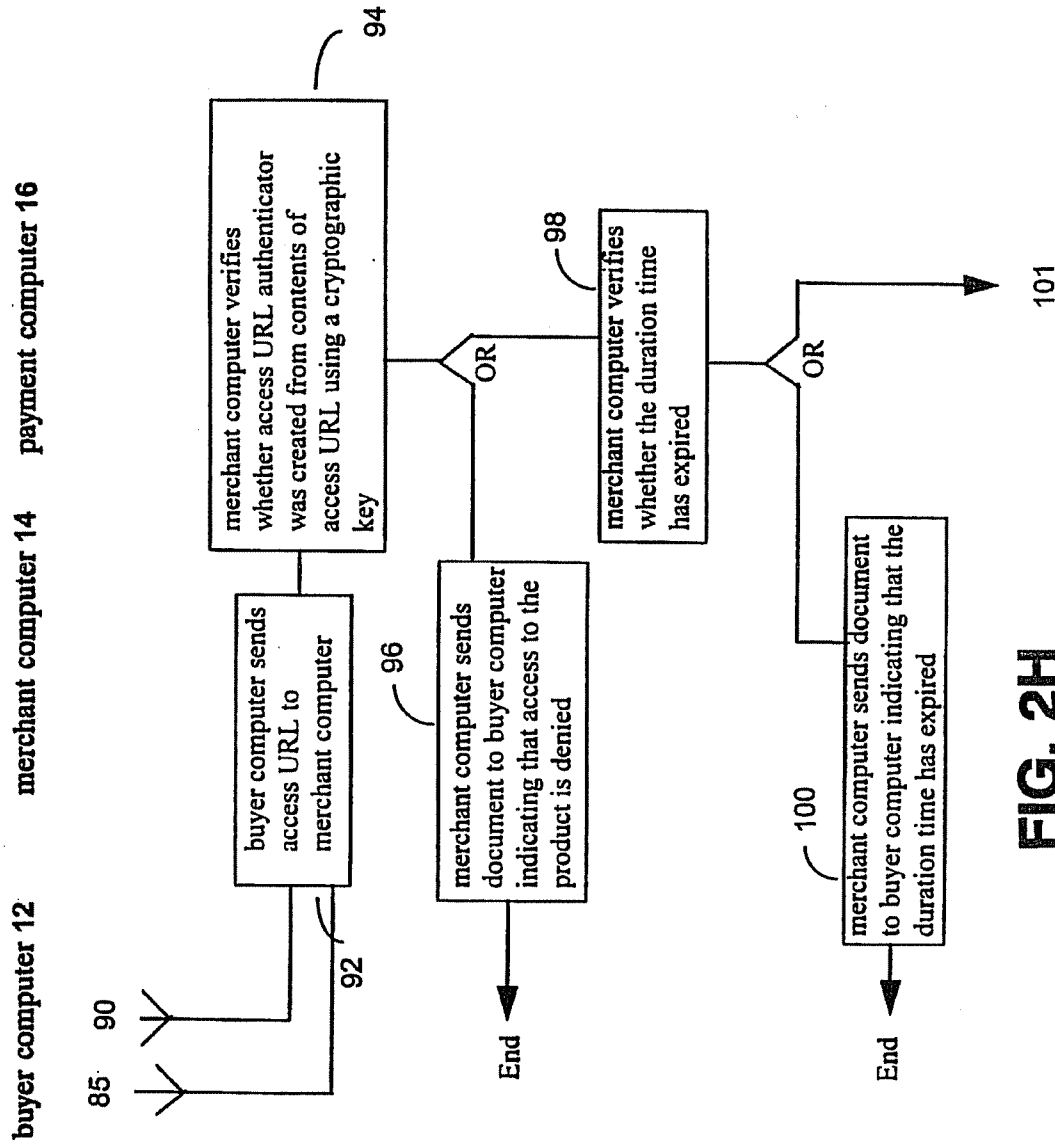 buyer computer 12
merchant computer 14
payment computer 16
85
90
92
buyer computer sends
access URL to
merchant computer
94
merchant computer verifies
whether access URL authenticator
was created from contents of
access URL using a cryptographic
key
OR
96
merchant computer sends
document to buyer computer
indicating that access to the
product is denied
End
98
merchant computer verifies
whether the duration time
has expired
OR
100
merchant computer sends document
to buyer computer indicating that the
duration time has expired
End
101
FIG. 2H